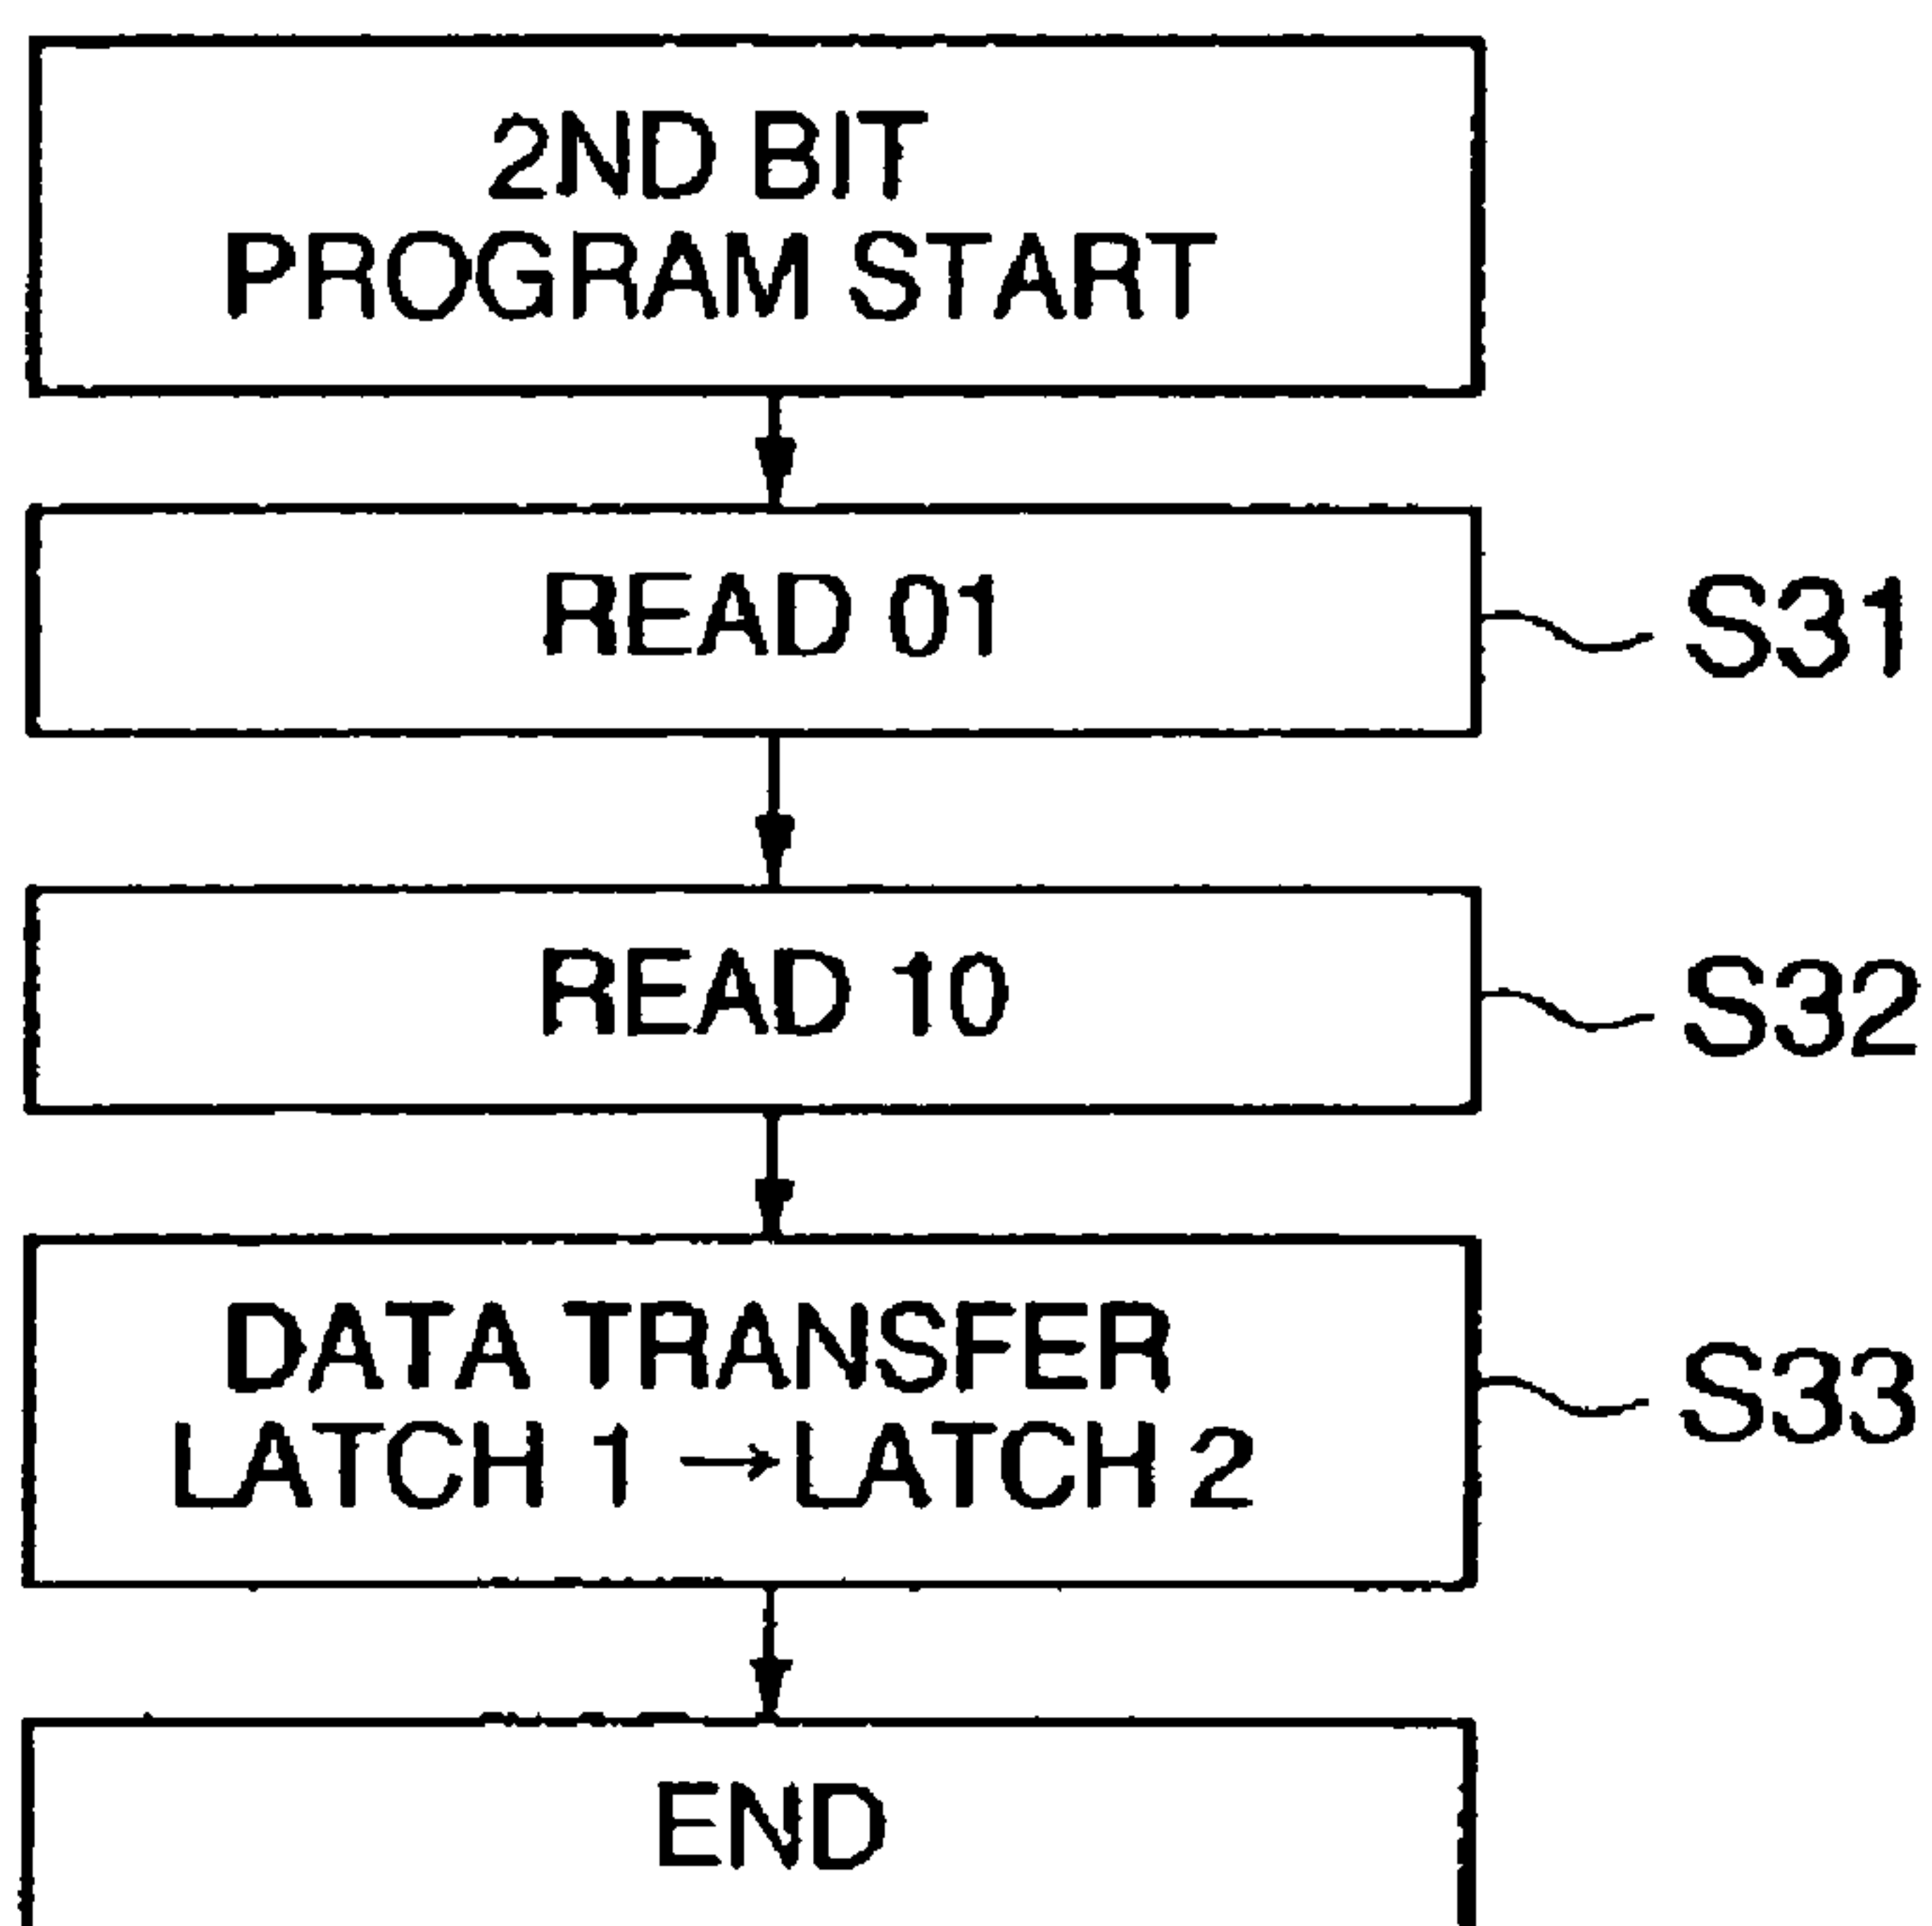 2ND BIT
PROGRAM START
READ 01
S31
READ 10
S32
DATA TRANSFER
LATCH 1 → LATCH 2
S33
END